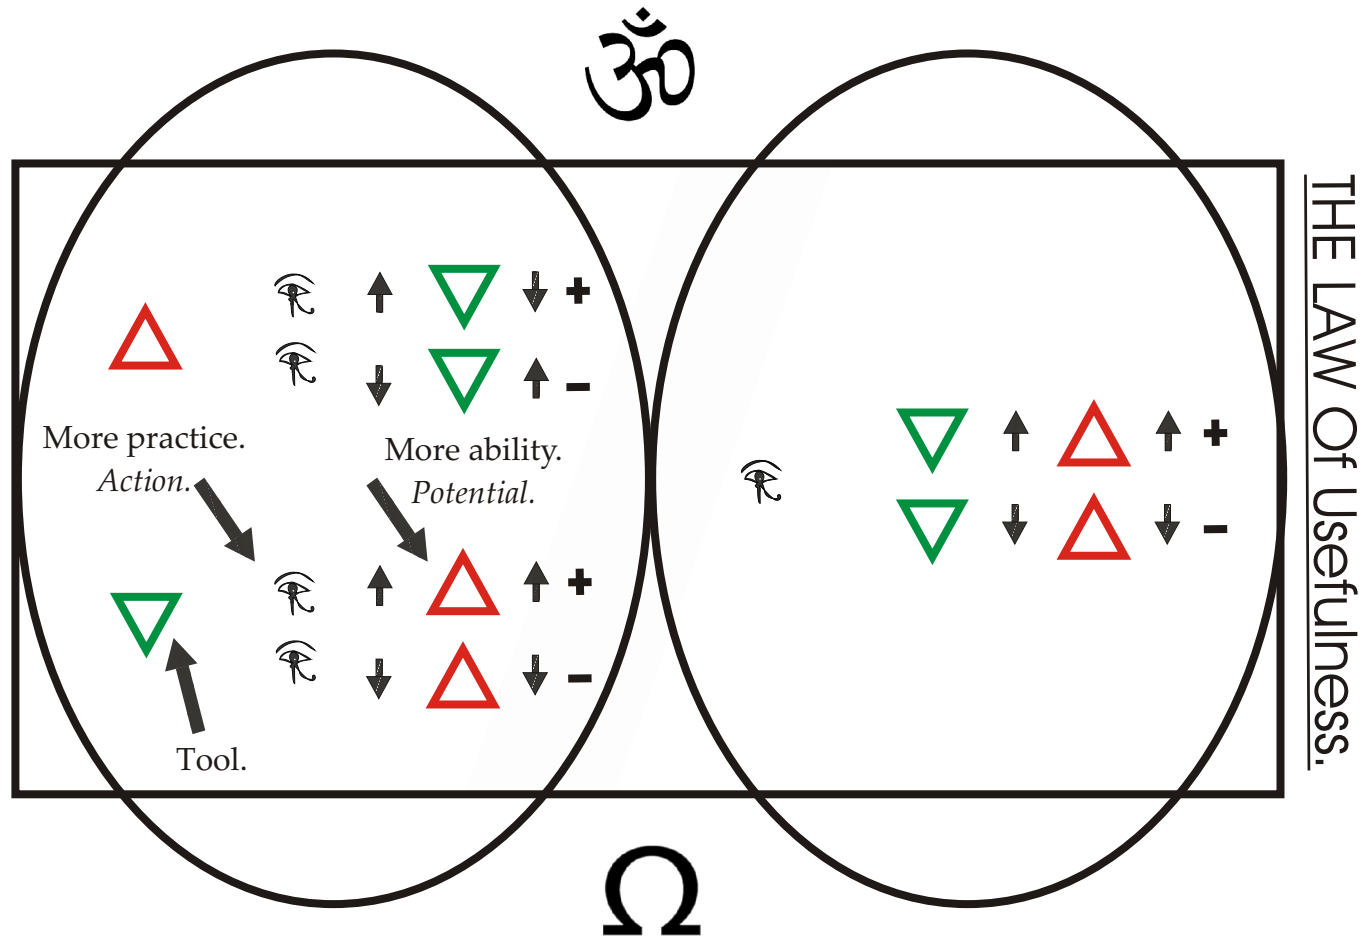 ॐ
THE LAW Of Usefulness.
+
–
More practice.
Action.
More ability.
Potential.
+
–
Tool.
+
–
Ω